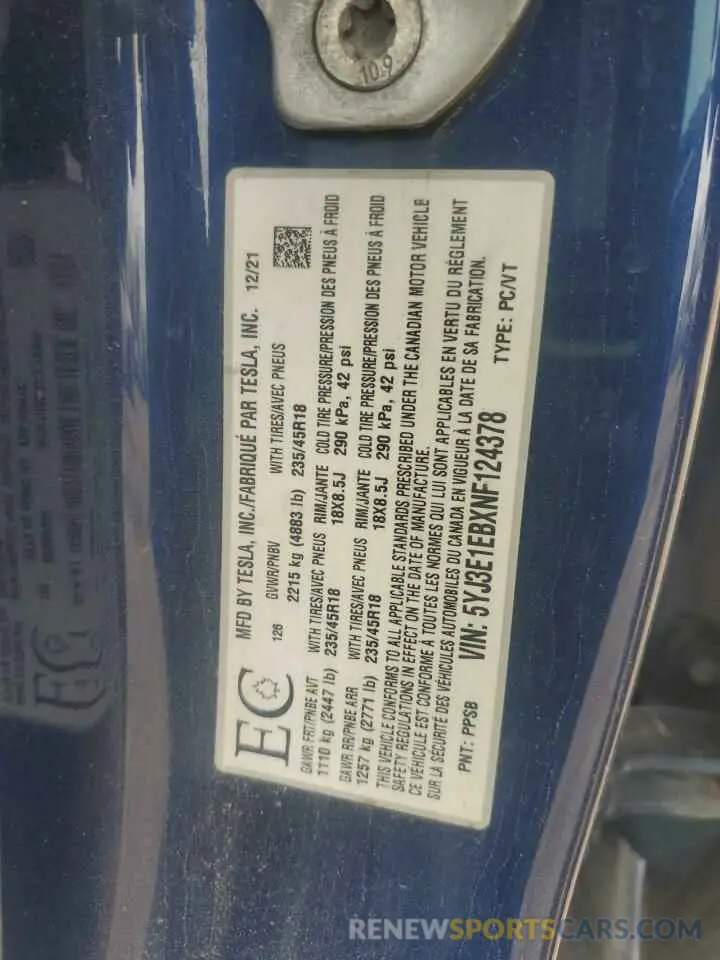 10.9
MFD BY TESLA, INC./FABRIQUÉ PAR TESLA, INC. 12/21
126 GVWR/PNBV WITH TIRES/AVEC PNEUS
2215 kg (4883 lb) 235/45R18
GAWR FRT/PNBE AVT WITH TIRES/AVEC PNEUS RIM/JANTE COLD TIRE PRESSURE/PRESSION DES PNEUS À FROID
1110 kg (2447 lb) 235/45R18 18X8.5J 290 kPa, 42 psi
GAWR RR/PNBE ARR WITH TIRES/AVEC PNEUS RIM/JANTE COLD TIRE PRESSURE/PRESSION DES PNEUS À FROID
1257 kg (2771 lb) 235/45R18 18X8.5J 290 kPa, 42 psi
THIS VEHICLE CONFORMS TO ALL APPLICABLE STANDARDS PRESCRIBED UNDER THE CANADIAN MOTOR VEHICLE
SAFETY REGULATIONS IN EFFECT ON THE DATE OF MANUFACTURE.
CE VÉHICULE EST CONFORME À TOUTES LES NORMES QUI LUI SONT APPLICABLES EN VERTU DU RÈGLEMENT
SUR LA SÉCURITÉ DES VÉHICULES AUTOMOBILES DU CANADA EN VIGUEUR À LA DATE DE SA FABRICATION.
PNT: PPSB VIN: 5YJ3E1EBXNF124378 TYPE: PC/VT
RENEWSPORTSCARS.COM